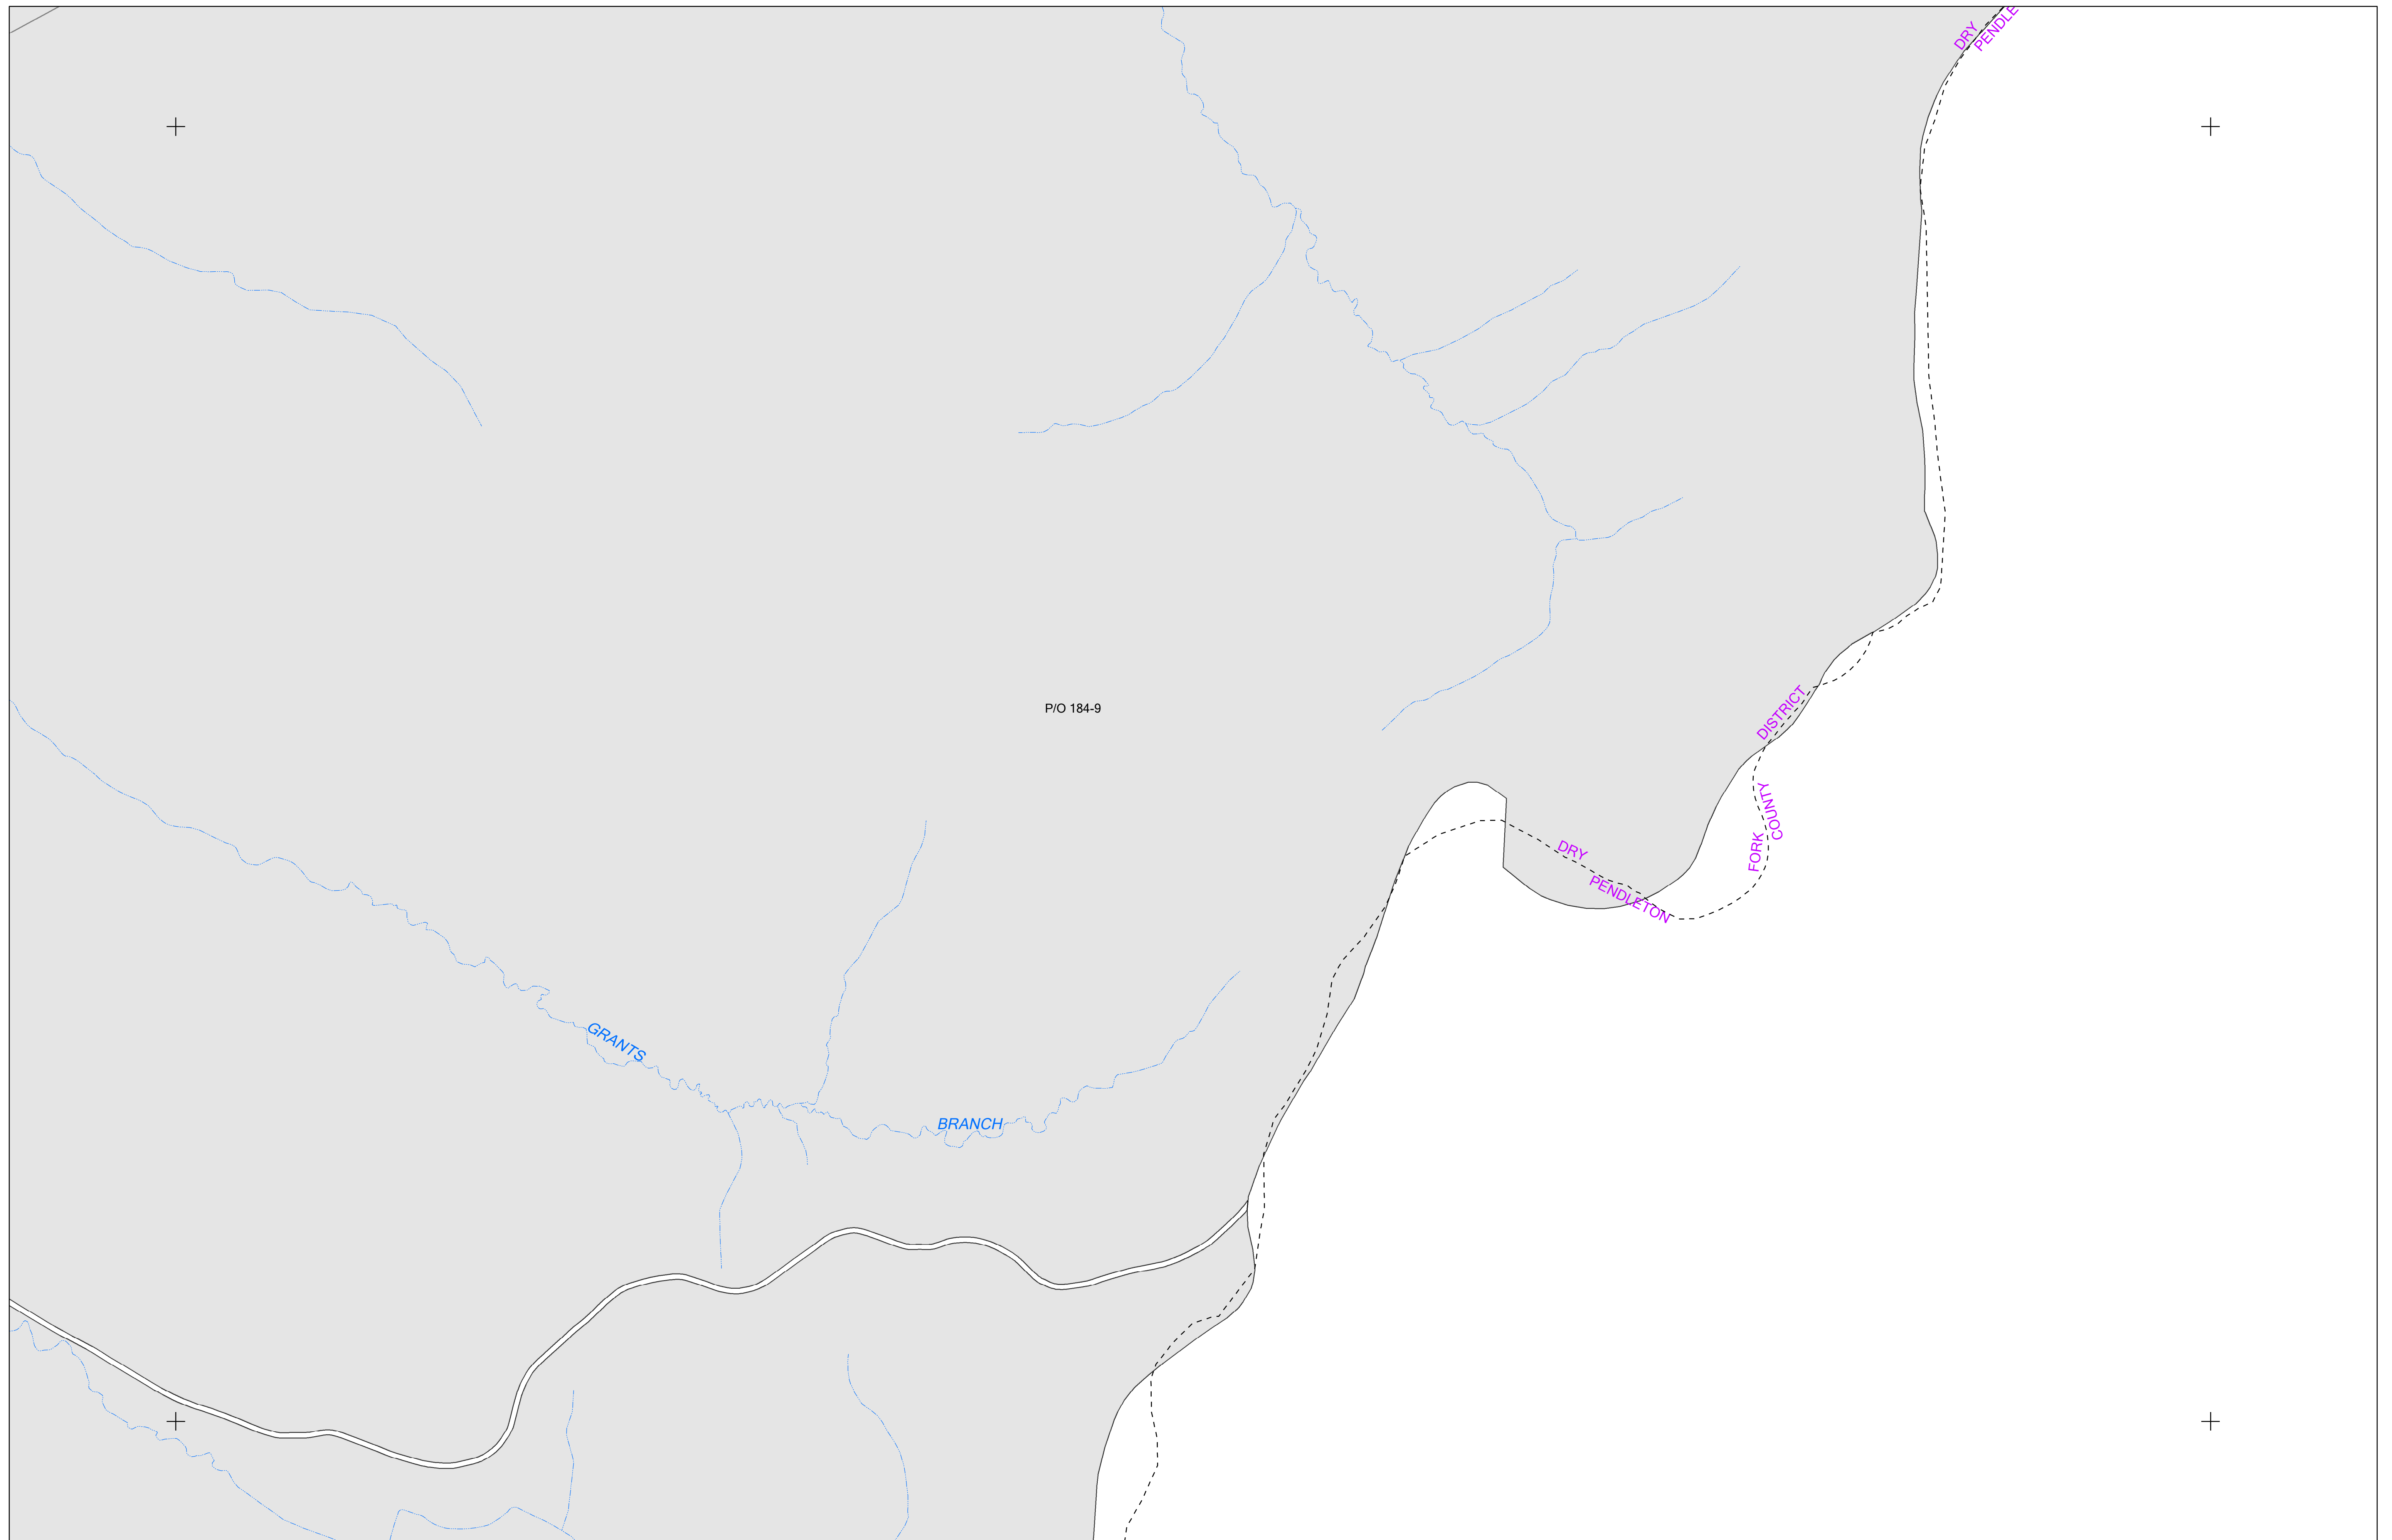 DRY
PENDLE
P/O 184-9
DISTRICT
COUNTY
FORK
DRY
PENDLETON
GRANTS
BRANCH